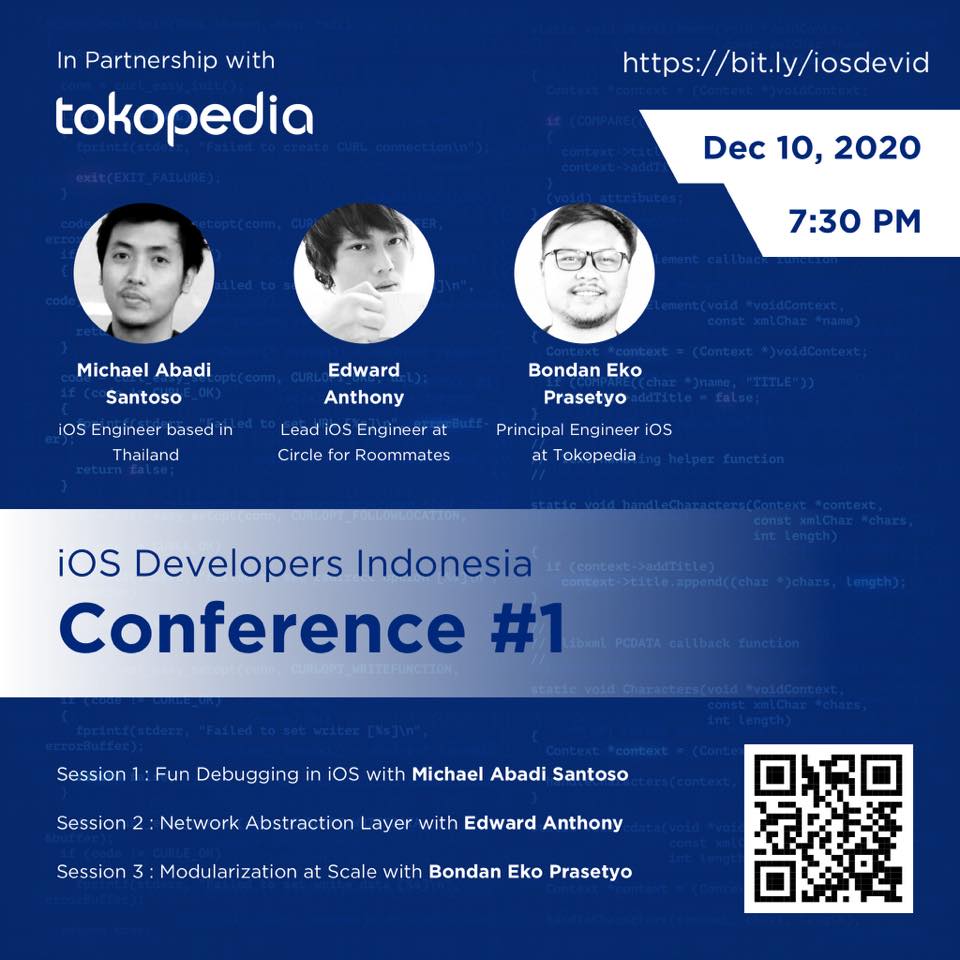 In Partnership with
tokopedia
https://bit.ly/iosdevid
Dec 10, 2020
7:30 PM
Michael Abadi
Santoso
iOS Engineer based in
Thailand
Edward
Anthony
Lead iOS Engineer at
Circle for Roommates
Bondan Eko
Prasetyo
Principal Engineer iOS
at Tokopedia
iOS Developers Indonesia
Conference #1
Session 1 : Fun Debugging in iOS with Michael Abadi Santoso
Session 2 : Network Abstraction Layer with Edward Anthony
Session 3 : Modularization at Scale with Bondan Eko Prasetyo